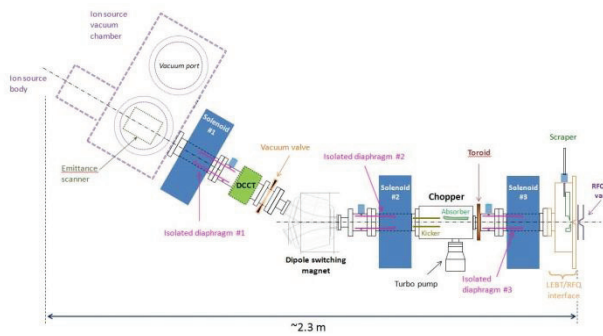 Ion source
vacuum
chamber
Vacuum port
Ion source
body
Solenoid
#1
Emittance
scanner
DCCT
Vacuum valve
Isolated diaphragm #1
Isolated diaphragm #2
Dipole switching
magnet
Solenoid
#2
Chopper
Absorber
Kicker
Turbo pump
Toroid
Solenoid
#3
Isolated
diaphragm #3
Scraper
LEBT/RFQ
interface
~2.3 m